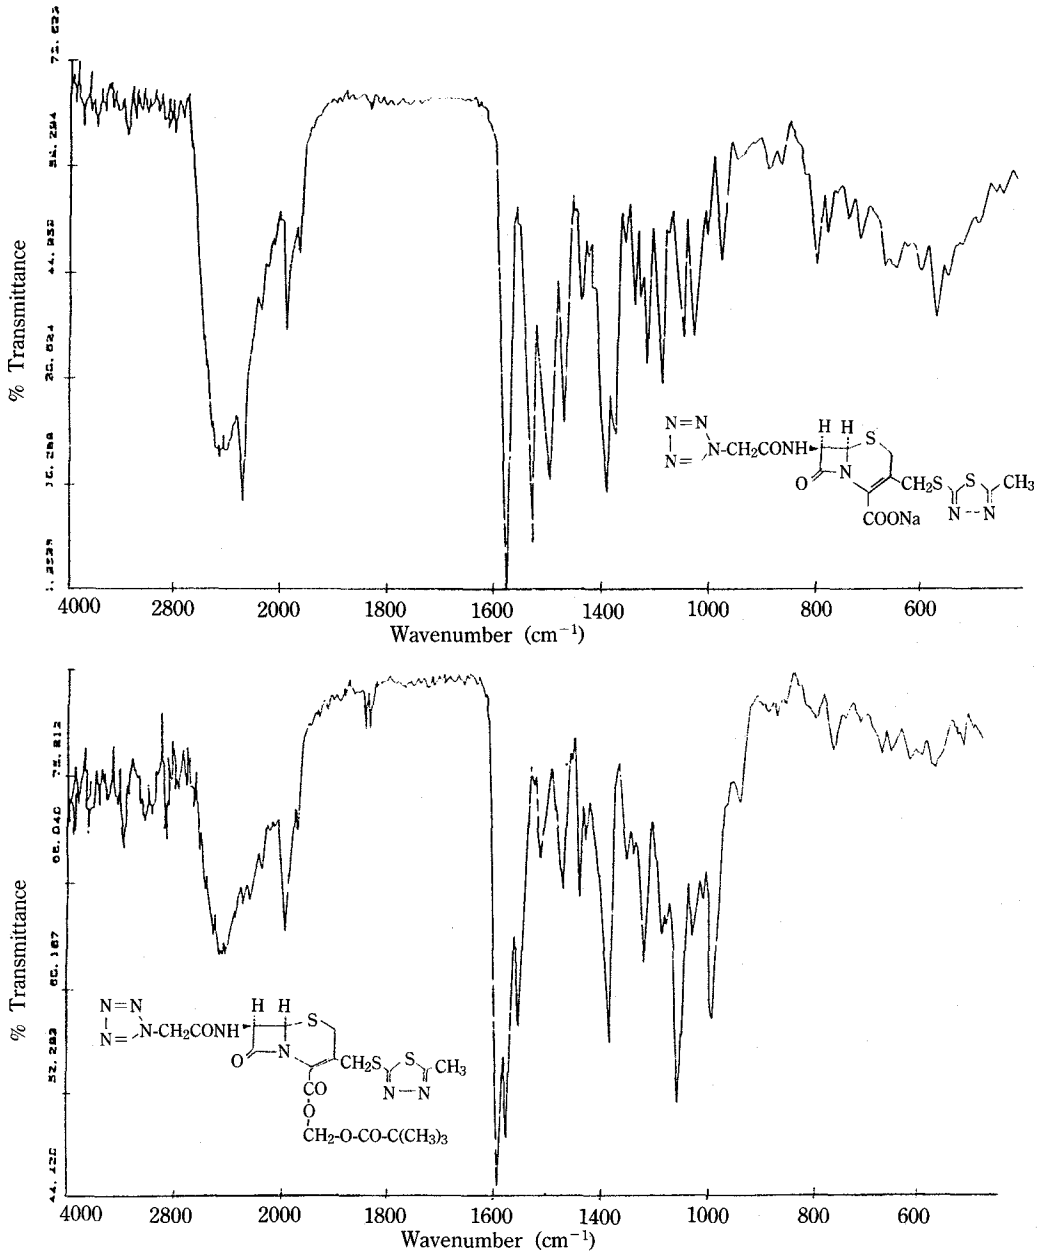 % Transmittance
N=N
H H
S
N
N=
N-CH2CONH
O
N
CH2S
S
CH3
COONa
N--N
4000 2800 2000 1800 1600 1400 1000 800 600
Wavenumber (cm−1)
% Transmittance
N=N
H H
S
N
N=
N-CH2CONH
O
N
CH2S
S
CH3
CO
N-N
O
CH2-O-CO-C(CH3)3
4000 2800 2000 1800 1600 1400 1000 800 600
Wavenumber (cm−1)